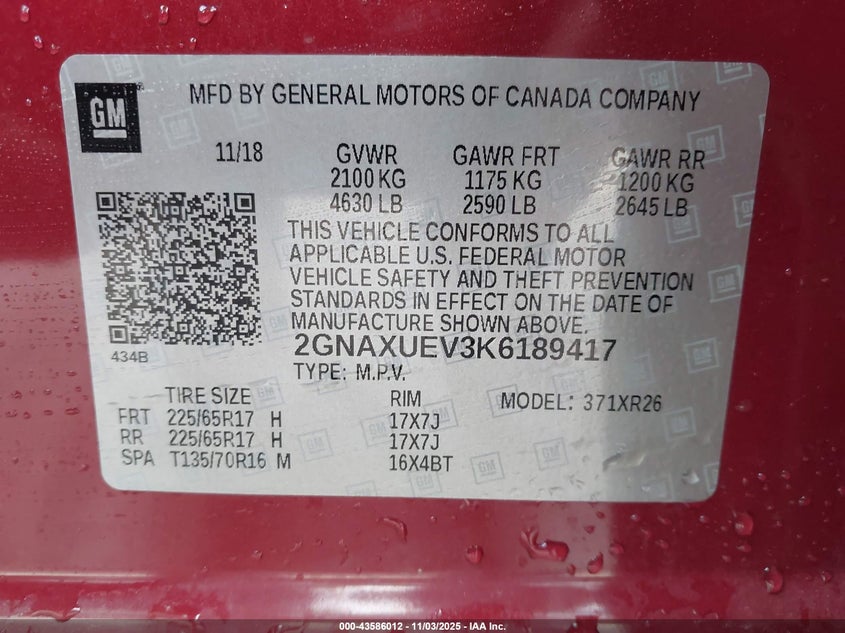 GM
MFD BY GENERAL MOTORS OF CANADA COMPANY
11/18 GVWR GAWR FRT GAWR RR
2100 KG 1175 KG 1200 KG
4630 LB 2590 LB 2645 LB
THIS VEHICLE CONFORMS TO ALL
APPLICABLE U.S. FEDERAL MOTOR
VEHICLE SAFETY AND THEFT PREVENTION
STANDARDS IN EFFECT ON THE DATE OF
MANUFACTURE SHOWN ABOVE.
434B
2GNAXUEV3K6189417
TYPE: M.P.V.
TIRE SIZE RIM MODEL: 371XR26
FRT 225/65R17 H 17X7J
RR 225/65R17 H 17X7J
SPA T135/70R16 M 16X4BT
000-43586012 - 11/03/2025 - IAA Inc.